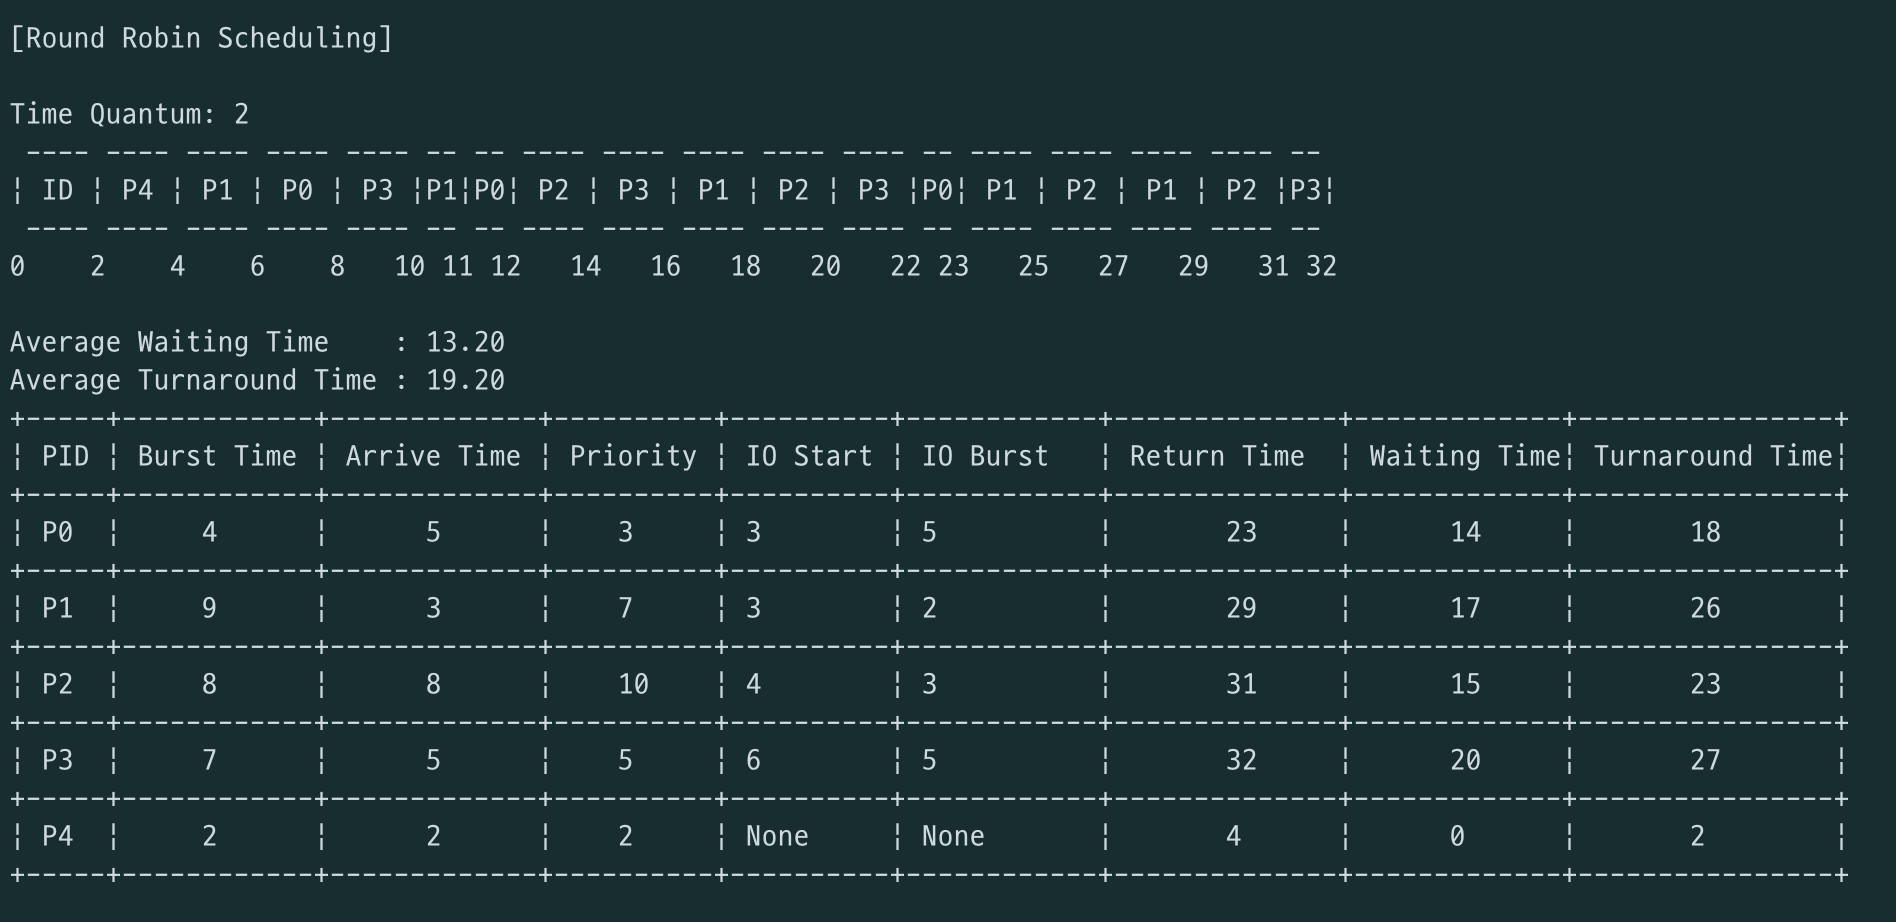 [Round Robin Scheduling]
Time Quantum: 2
 ---- ---- ---- ---- ---- -- -- ---- ---- ---- ---- ---- -- ---- ---- ---- ---- --
¦ ID ¦ P4 ¦ P1 ¦ P0 ¦ P3 ¦P1¦P0¦ P2 ¦ P3 ¦ P1 ¦ P2 ¦ P3 ¦P0¦ P1 ¦ P2 ¦ P1 ¦ P2 ¦P3¦
 ---- ---- ---- ---- ---- -- -- ---- ---- ---- ---- ---- -- ---- ---- ---- ---- --
0    2    4    6    8   10 11 12   14   16   18   20   22 23   25   27   29   31 32
Average Waiting Time    : 13.20
Average Turnaround Time : 19.20
+-----+------------+-------------+----------+----------+------------+--------------+-------------+----------------+
¦ PID ¦ Burst Time ¦ Arrive Time ¦ Priority ¦ IO Start ¦ IO Burst   ¦ Return Time  ¦ Waiting Time¦ Turnaround Time¦
+-----+------------+-------------+----------+----------+------------+--------------+-------------+----------------+
¦ P0  ¦     4      ¦      5      ¦    3     ¦ 3        ¦ 5          ¦       23     ¦      14     ¦       18       ¦
+-----+------------+-------------+----------+----------+------------+--------------+-------------+----------------+
¦ P1  ¦     9      ¦      3      ¦    7     ¦ 3        ¦ 2          ¦       29     ¦      17     ¦       26       ¦
+-----+------------+-------------+----------+----------+------------+--------------+-------------+----------------+
¦ P2  ¦     8      ¦      8      ¦    10    ¦ 4        ¦ 3          ¦       31     ¦      15     ¦       23       ¦
+-----+------------+-------------+----------+----------+------------+--------------+-------------+----------------+
¦ P3  ¦     7      ¦      5      ¦    5     ¦ 6        ¦ 5          ¦       32     ¦      20     ¦       27       ¦
+-----+------------+-------------+----------+----------+------------+--------------+-------------+----------------+
¦ P4  ¦     2      ¦      2      ¦    2     ¦ None     ¦ None       ¦       4      ¦      0      ¦       2        ¦
+-----+------------+-------------+----------+----------+------------+--------------+-------------+----------------+